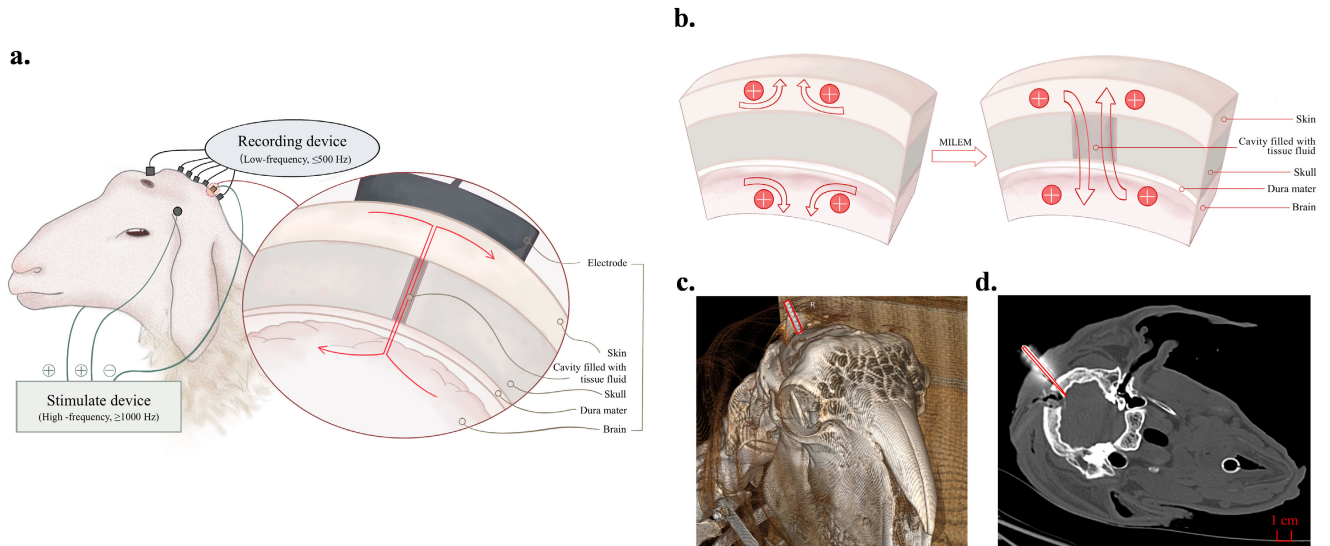 a.
Recording device
(Low-frequency, ≤500 Hz)
Electrode
Skin
Cavity filled with
tissue fluid
Skull
Dura mater
Brain
Stimulate device
(High -frequency, ≥1000 Hz)
b.
MILEM
Skin
Cavity filled with
tissue fluid
Skull
Dura mater
Brain
c.
R
d.
1 cm